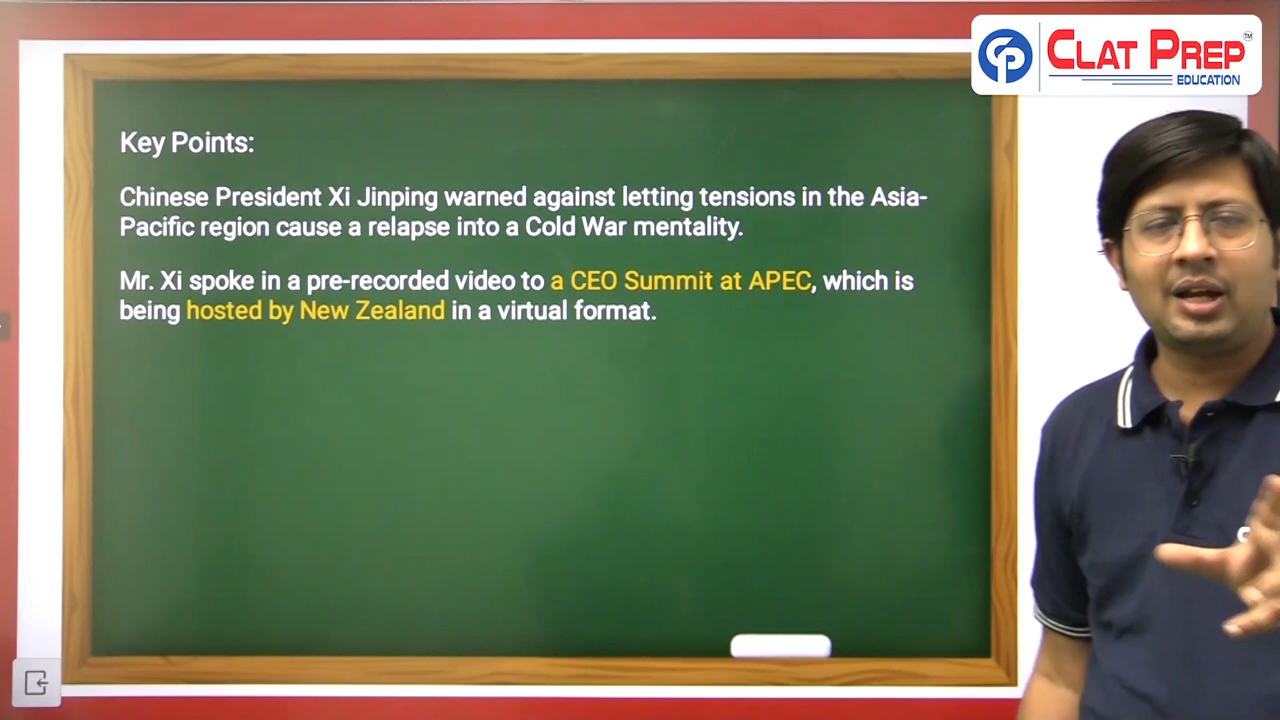 CLAT PREP
TM
EDUCATION
Key Points:
Chinese President Xi Jinping warned against letting tensions in the Asia-
Pacific region cause a relapse into a Cold War mentality.
Mr. Xi spoke in a pre-recorded video to a CEO Summit at APEC, which is
being hosted by New Zealand in a virtual format.